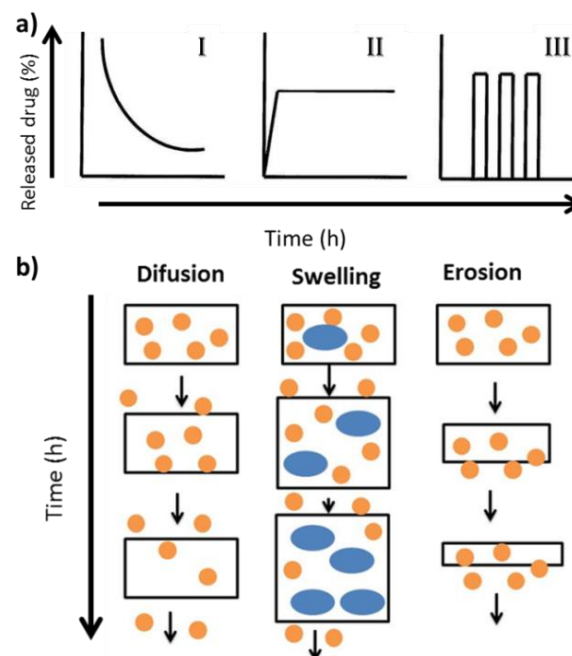 a)
Released drug (%)
I
II
III
Time (h)
b)
Difusion
Swelling
Erosion
Time (h)